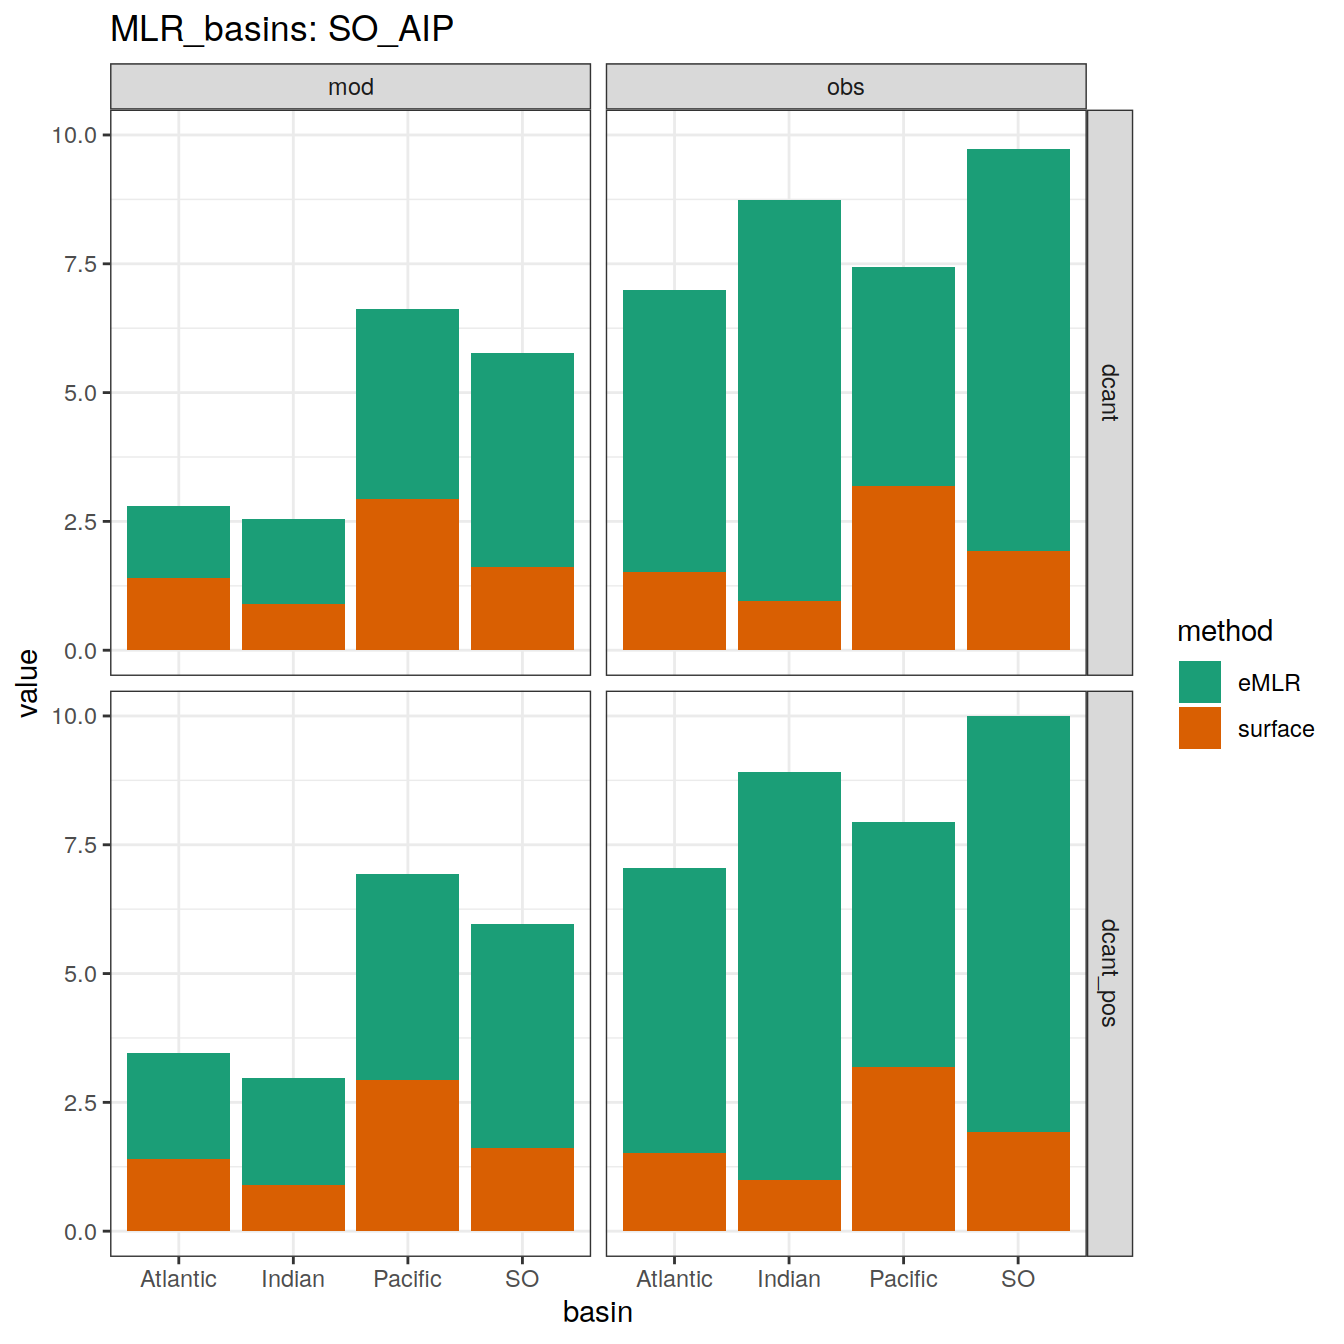 MLR_basins: SO_AIP
mod
obs
10.0
7.5
5.0
2.5
0.0
dcant
10.0
7.5
5.0
2.5
0.0
dcant_pos
value
Atlantic
Indian
Pacific
SO
Atlantic
Indian
Pacific
SO
basin
method
eMLR
surface